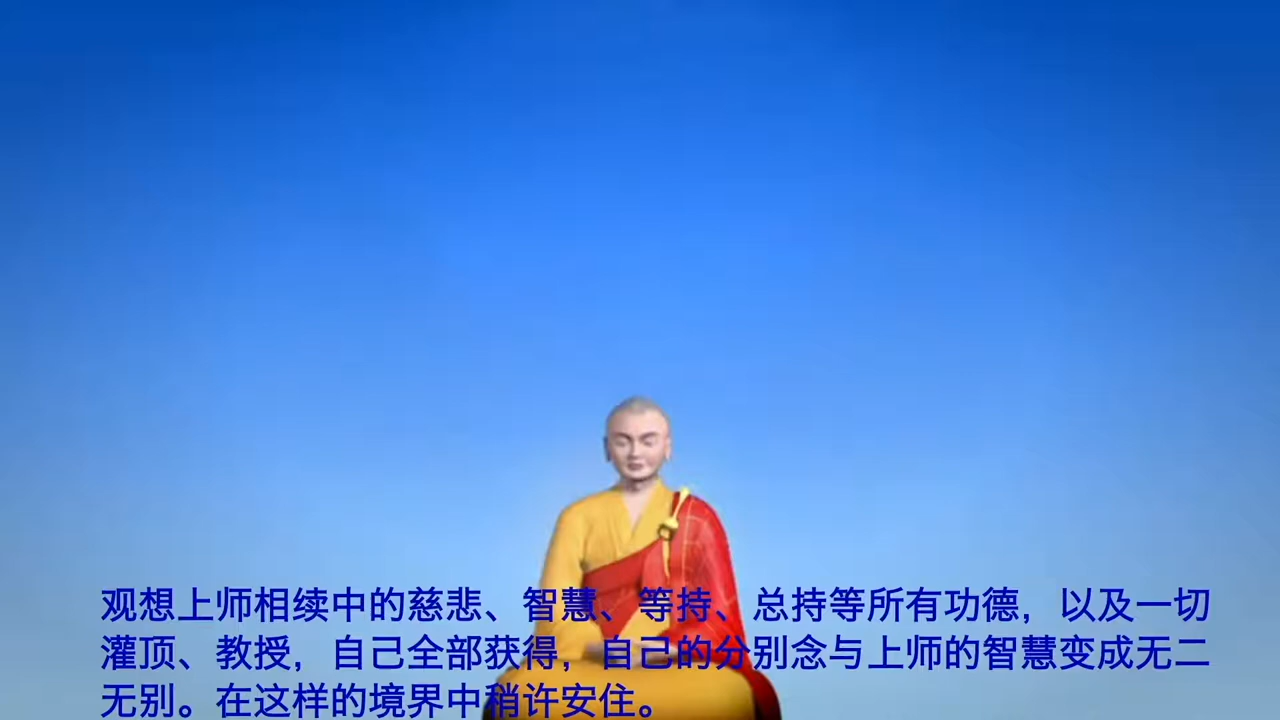 观想上师相续中的慈悲、智慧、等持、总持等所有功德，以及一切
灌顶、教授，自己全部获得，自己的分别念与上师的智慧变成无二
无别。在这样的境界中稍许安住。